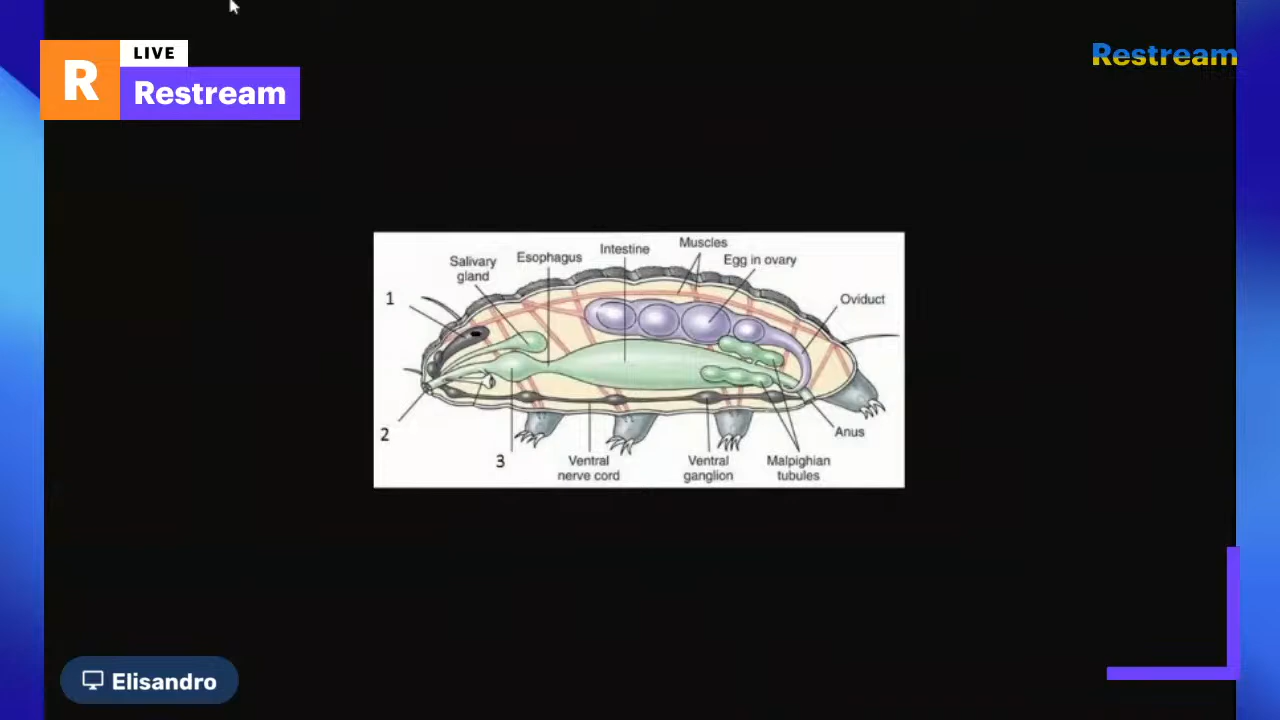 LIVE
R
Restream
Restream
Muscles
Intestine
Esophagus
Egg in ovary
Salivary
gland
1
Oviduct
2
Anus
3
Ventral
nerve cord
Ventral
ganglion
Malpighian
tubules
Elisandro